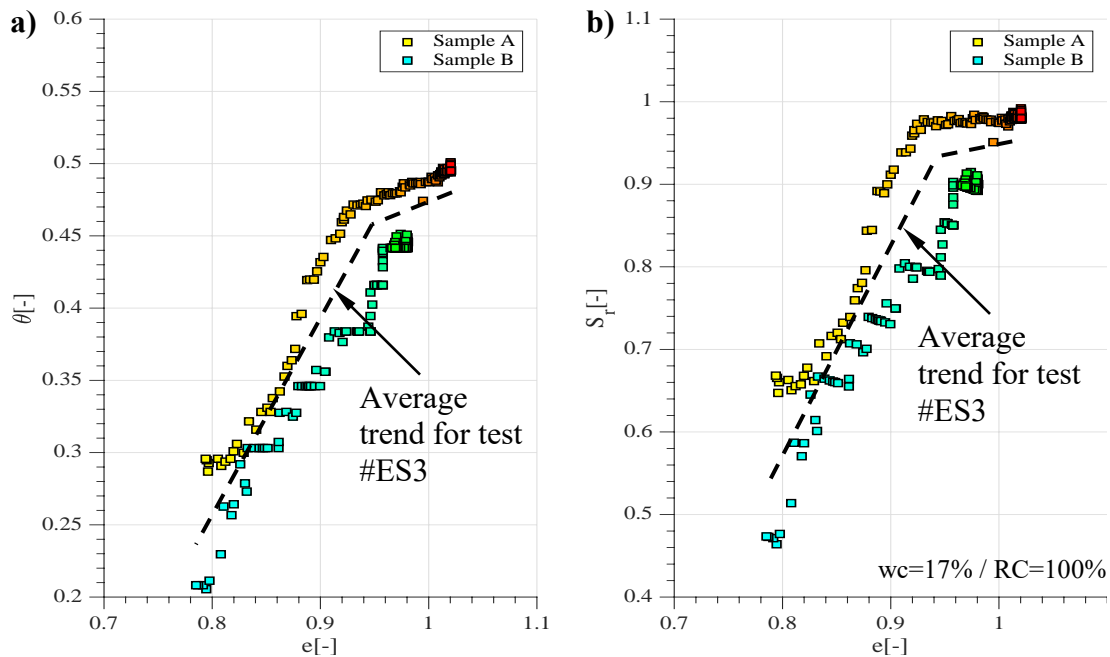 a)
0.6
0.55
0.5
0.45
0.4
0.35
0.3
0.25
0.2
θ[-]
0.7
0.8
0.9
1
1.1
e[-]
Sample A
Sample B
Average
trend for test
#ES3
b)
1.1
1
0.9
0.8
0.7
0.6
0.5
0.4
S_r[-]
0.7
0.8
0.9
1
1.1
e[-]
Sample A
Sample B
Average
trend for test
#ES3
wc=17% / RC=100%